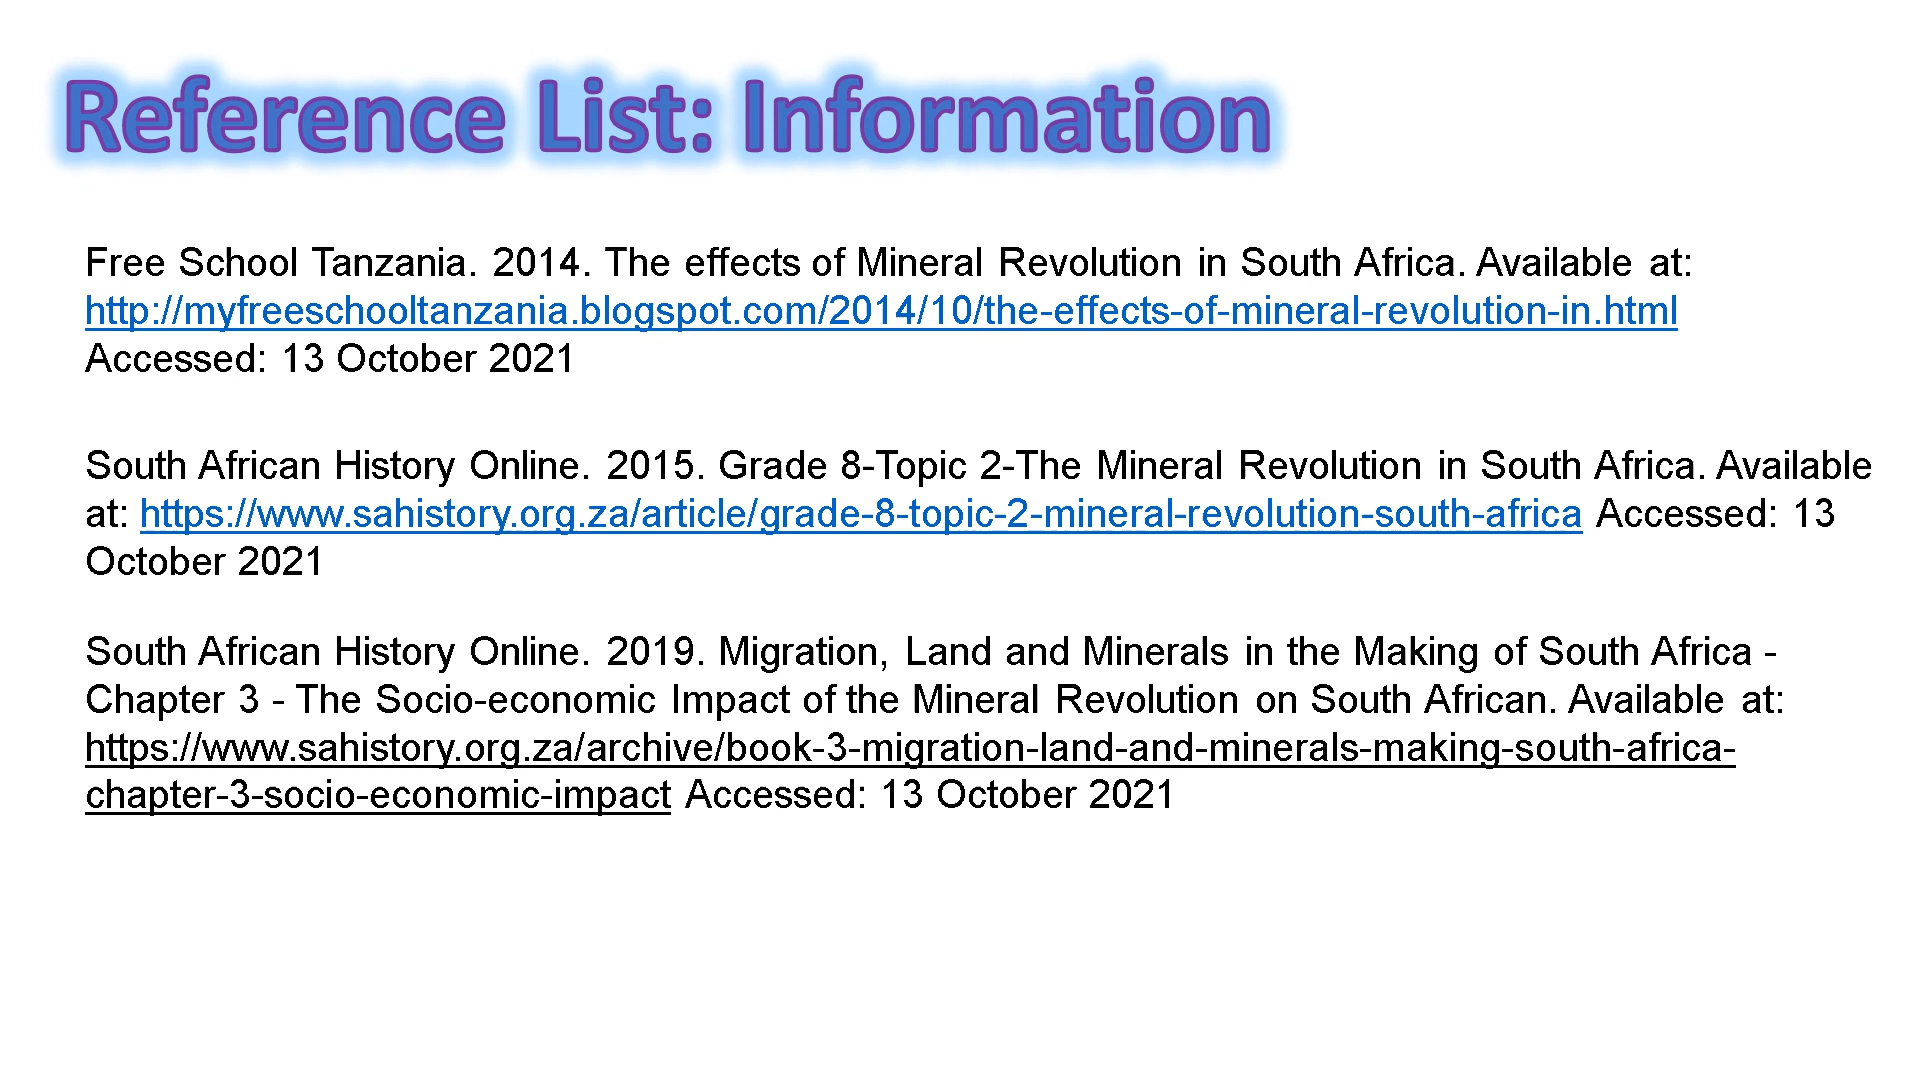 Reference List: Information
Free School Tanzania. 2014. The effects of Mineral Revolution in South Africa. Available at:
http://myfreeschooltanzania.blogspot.com/2014/10/the-effects-of-mineral-revolution-in.html
Accessed: 13 October 2021
South African History Online. 2015. Grade 8-Topic 2-The Mineral Revolution in South Africa. Available
at: https://www.sahistory.org.za/article/grade-8-topic-2-mineral-revolution-south-africa Accessed: 13
October 2021
South African History Online. 2019. Migration, Land and Minerals in the Making of South Africa -
Chapter 3 - The Socio-economic Impact of the Mineral Revolution on South African. Available at:
https://www.sahistory.org.za/archive/book-3-migration-land-and-minerals-making-south-africa-
chapter-3-socio-economic-impact Accessed: 13 October 2021